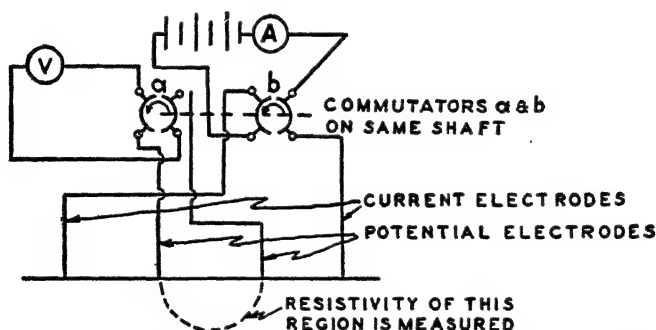 A
V
a
b
COMMUTATORS a & b
ON SAME SHAFT
CURRENT ELECTRODES
POTENTIAL ELECTRODES
RESISTIVITY OF THIS
REGION IS MEASURED